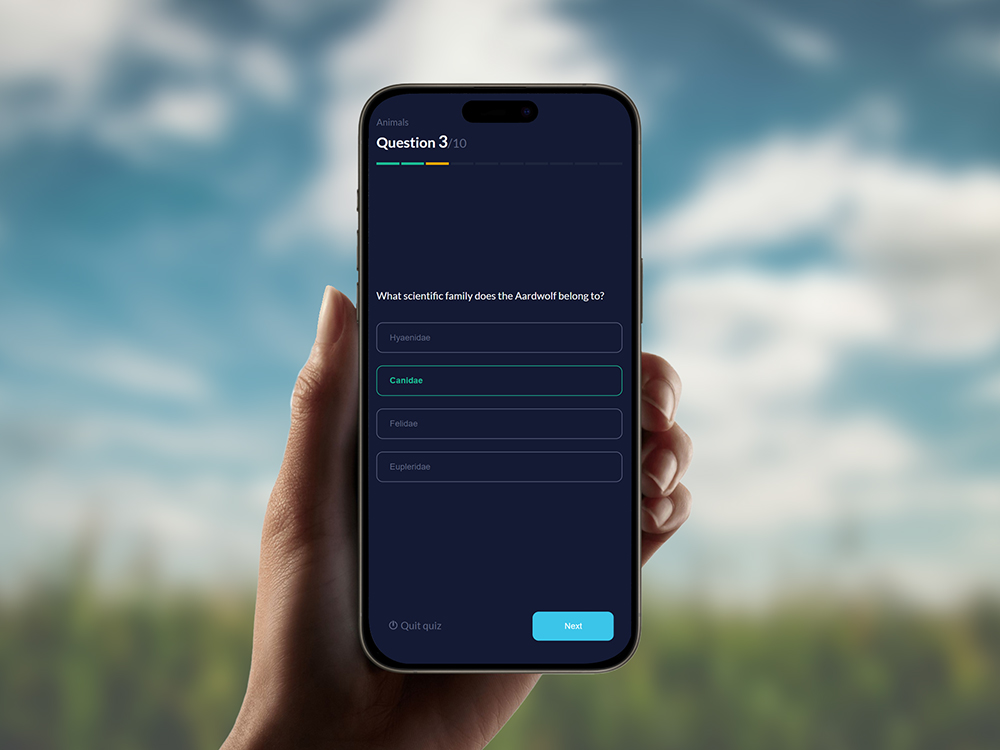 Animals
Question 3/10
What scientific family does the Aardwolf belong to?
Hyaenidae
Canidae
Felidae
Eupleridae
Quit quiz
Next